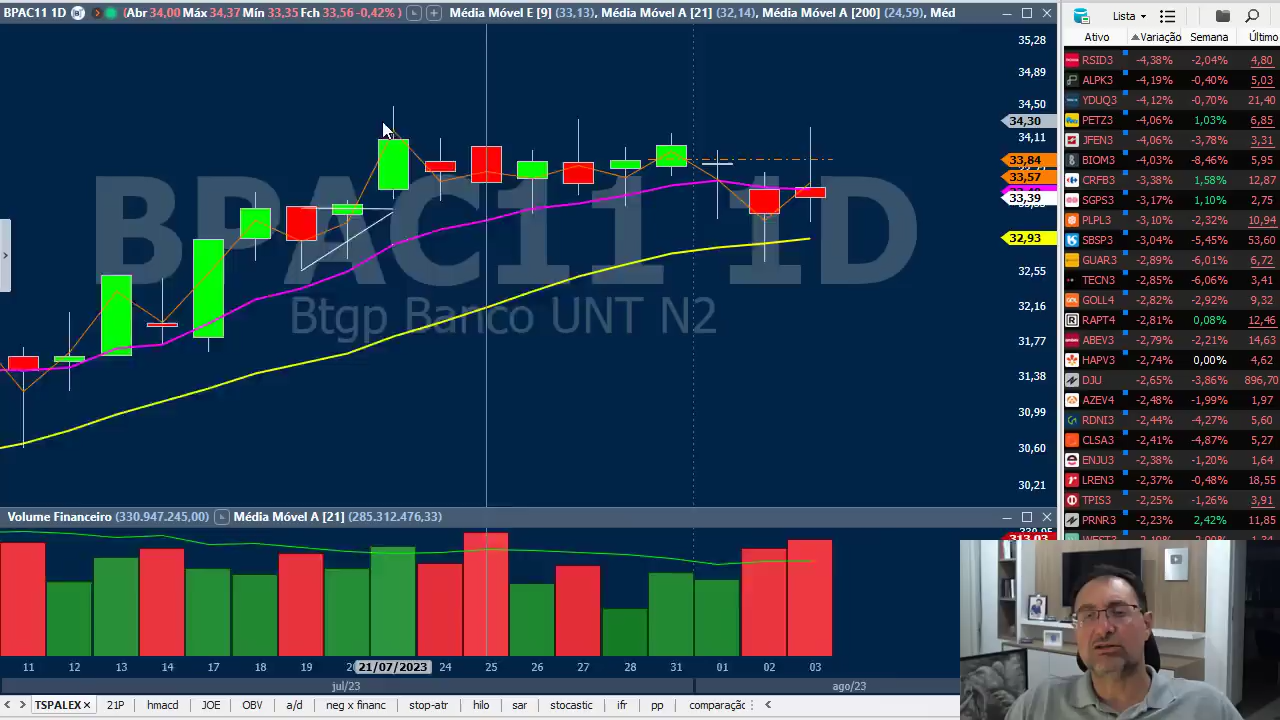 BPAC11 1D (Abr 34,00 Máx 34,37 Mín 33,35 Fch 33,56 -0,42%) Média Móvel E [9] (33,13), Média Móvel A [21] (32,14), Média Móvel A [200] (24,59), Méd
Lista
Ativo Variação Semana Último
35,28
34,89
34,50
34,30
34,11
33,84
33,57
33,39
32,93
32,55
32,16
31,77
31,38
30,99
30,60
30,21
BPAC11 1D
Btgp Banco UNT N2
RSID3 -4,38% -2,04% 4,80
ALPK3 -4,19% -0,40% 5,03
YDUQ3 -4,12% -0,70% 21,40
PETZ3 -4,06% 1,03% 6,85
JFEN3 -4,06% -3,78% 3,31
BIOM3 -4,03% -8,46% 5,95
CRFB3 -3,38% 1,58% 12,87
SGPS3 -3,17% 1,10% 2,75
PLPL3 -3,10% -2,32% 10,94
SBSP3 -3,04% -5,45% 53,60
GUAR3 -2,89% -6,01% 6,72
TECN3 -2,85% -6,06% 3,41
GOLL4 -2,82% -2,92% 9,32
RAPT4 -2,81% 0,08% 12,46
ABEV3 -2,79% -2,21% 14,63
HAPV3 -2,74% 0,00% 4,62
DJU -2,65% -3,86% 896,70
AZEV4 -2,48% -1,99% 1,97
RDNI3 -2,44% -4,27% 5,60
CLSA3 -2,41% -4,87% 5,27
ENJU3 -2,38% -1,20% 1,64
LREN3 -2,37% -0,48% 18,55
TPIS3 -2,25% -1,26% 3,91
PRNR3 -2,23% 2,42% 11,85
Volume Financeiro (330.947.245,00) Média Móvel A [21] (285.312.476,33)
11 12 13 14 17 18 19 21/07/2023 24 25 26 27 28 31 01 02 03
jul/23 ago/23
TSPALEX 21P hmacd JOE OBV a/d neg x financ stop-atr hilo sar stocastic ifr pp comparação